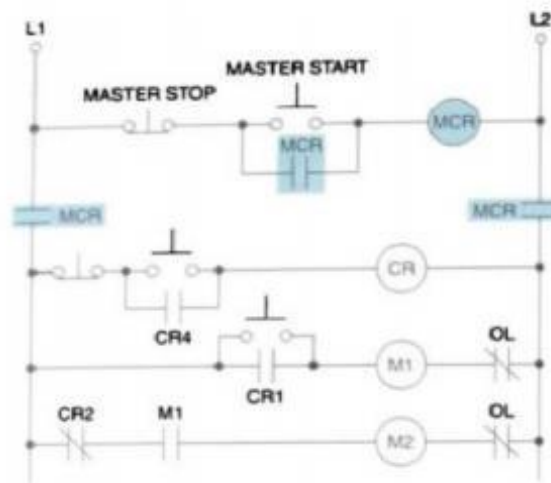 L1 L2
MASTER START
MASTER STOP
MCR
MCR
MCR MCR
CR
CR4
OL
M1
CR1
CR2 M1 OL
M2